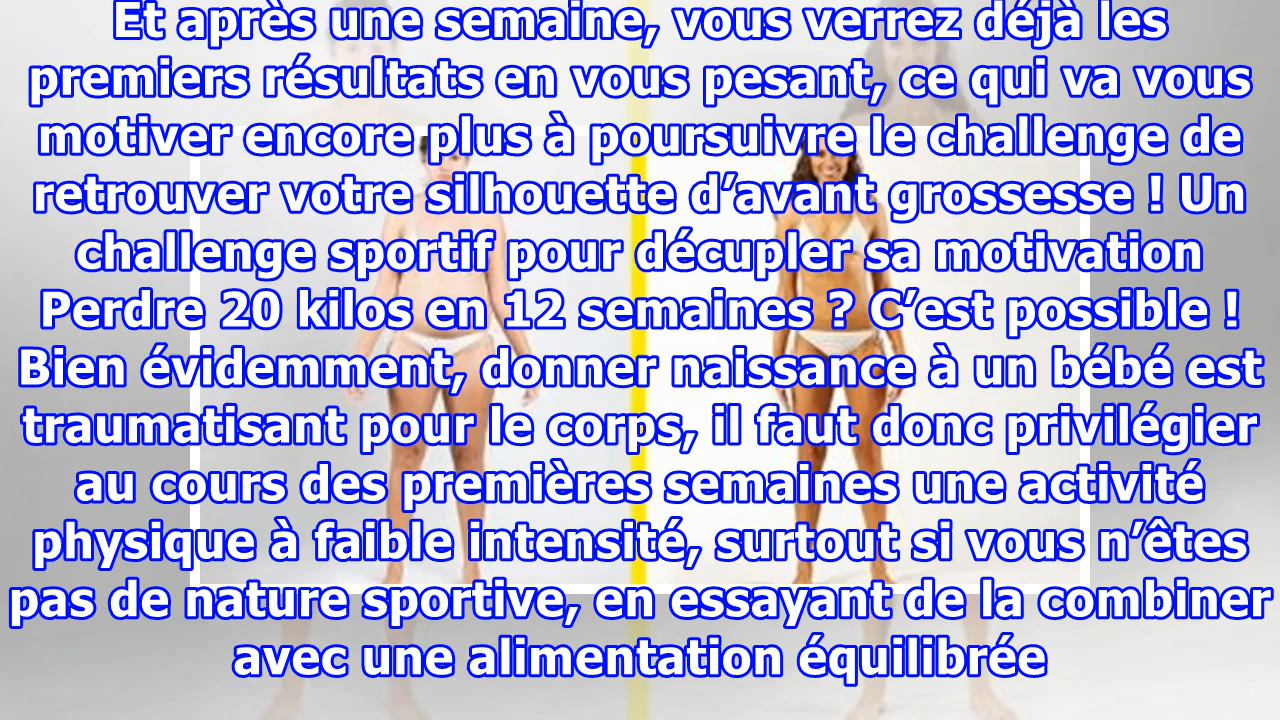 Et après une semaine, vous verrez déjà les
premiers résultats en vous pesant, ce qui va vous
motiver encore plus à poursuivre le challenge de
retrouver votre silhouette d’avant grossesse ! Un
challenge sportif pour décupler sa motivation
Perdre 20 kilos en 12 semaines ? C’est possible !
Bien évidemment, donner naissance à un bébé est
traumatisant pour le corps, il faut donc privilégier
au cours des premières semaines une activité
physique à faible intensité, surtout si vous n’êtes
pas de nature sportive, en essayant de la combiner
avec une alimentation équilibrée